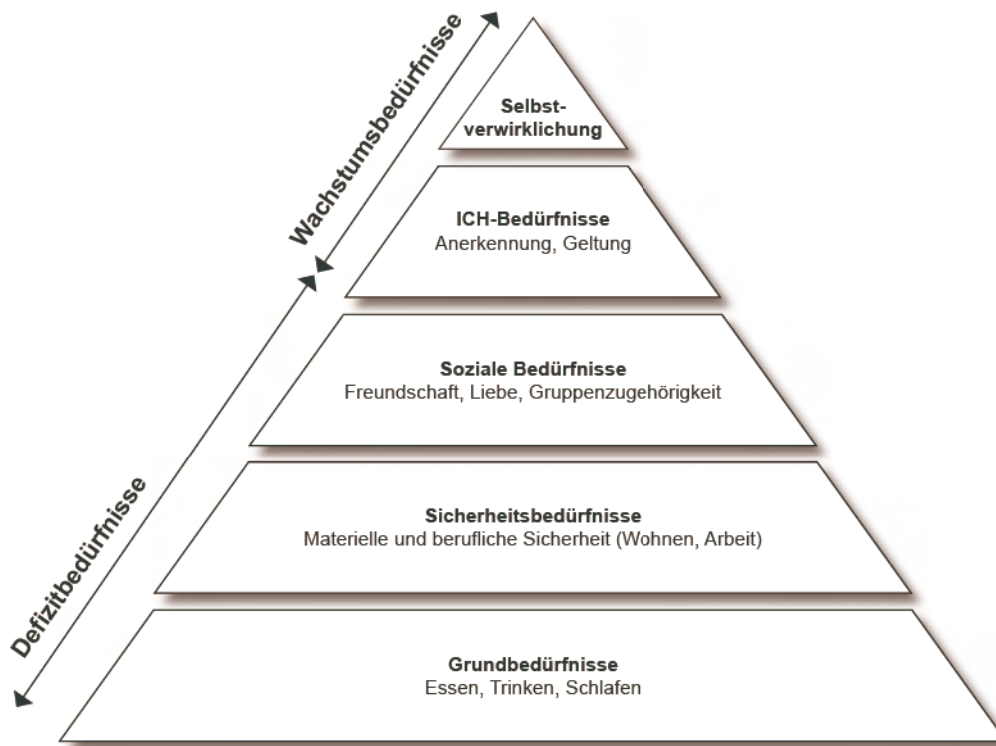 Wachstumsbedürfnisse
Defizitbedürfnisse
Selbst-
verwirklichung
ICH-Bedürfnisse
Anerkennung, Geltung
Soziale Bedürfnisse
Freundschaft, Liebe, Gruppenzugehörigkeit
Sicherheitsbedürfnisse
Materielle und berufliche Sicherheit (Wohnen, Arbeit)
Grundbedürfnisse
Essen, Trinken, Schlafen